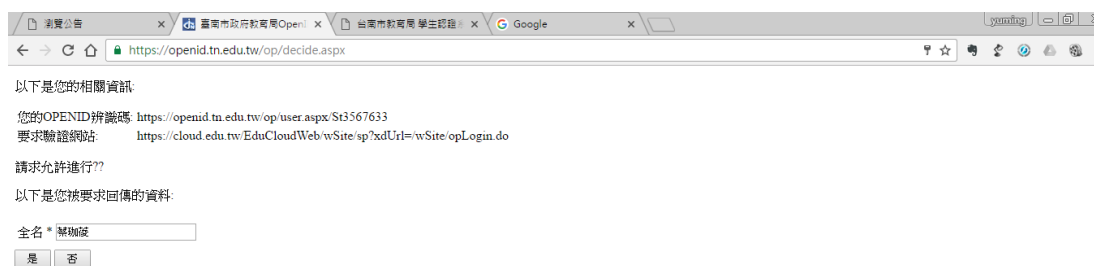 瀏覽公告
臺南市政府教育局Openi
台南市教育局 學生認證
Google
yuming
https://openid.tn.edu.tw/op/decide.aspx
以下是您的相關資訊:
您的OPENID辨識碼: https://openid.tn.edu.tw/op/user.aspx/St3567633
要求驗證網站: https://cloud.edu.tw/EduCloudWeb/wSite/sp?xdUrl=/wSite/opLogin.do
請求允許進行??
以下是您被要求回傳的資料:
全名 * 蔡珈菠
是 否